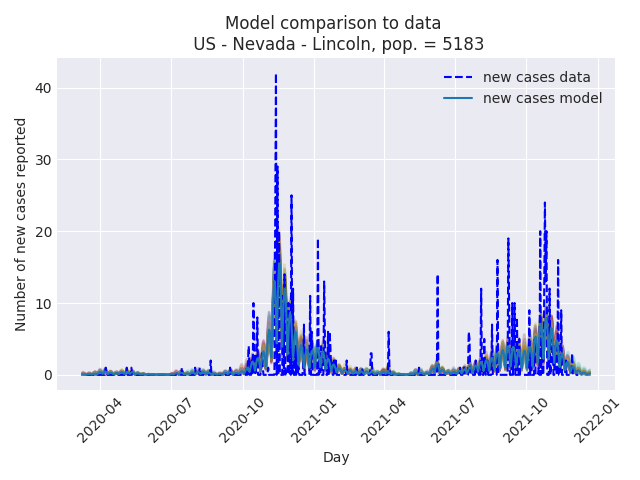 Model comparison to data
US - Nevada - Lincoln, pop. = 5183
new cases data
new cases model
Number of new cases reported
40
30
20
10
0
2020-04
2020-07
2020-10
2021-01
2021-04
2021-07
2021-10
2022-01
Day